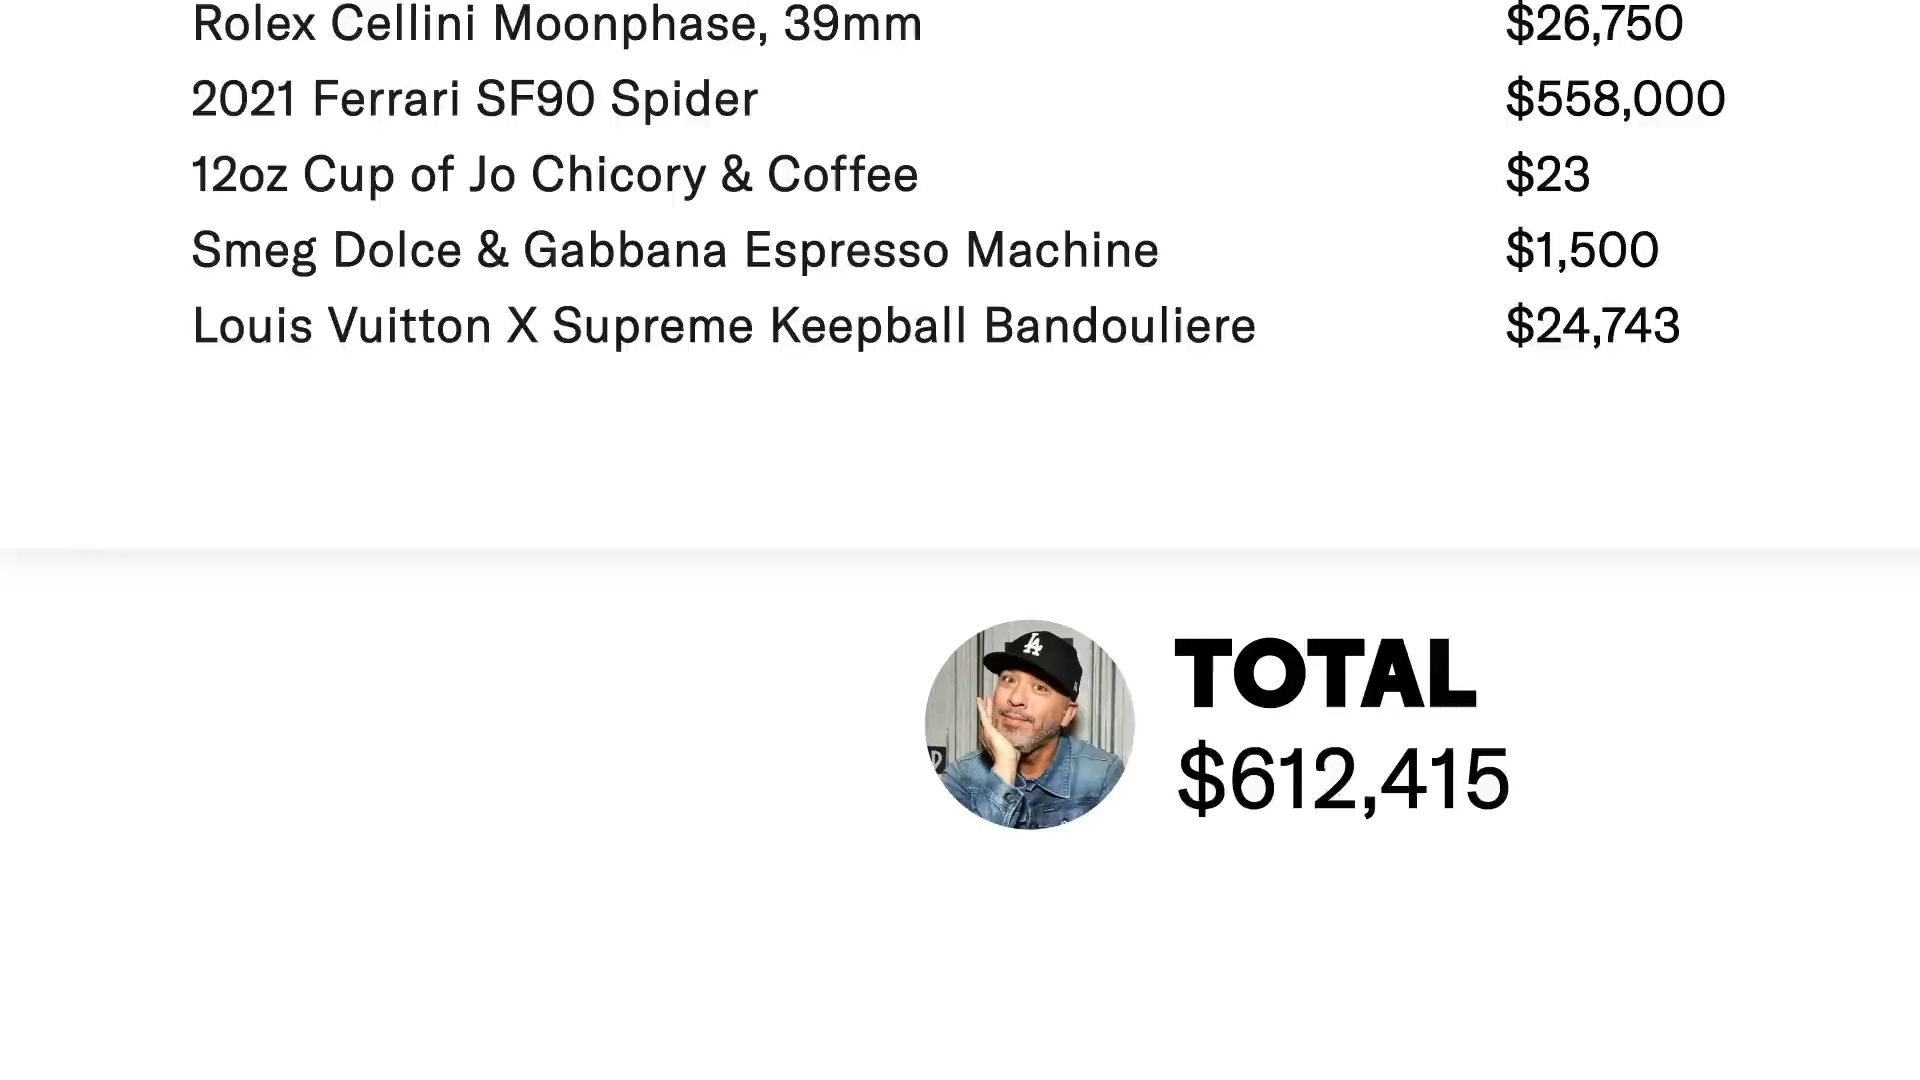 Rolex Cellini Moonphase, 39mm $26,750
2021 Ferrari SF90 Spider $558,000
12oz Cup of Jo Chicory & Coffee $23
Smeg Dolce & Gabbana Espresso Machine $1,500
Louis Vuitton X Supreme Keepball Bandouliere $24,743
LA
TOTAL
$612,415